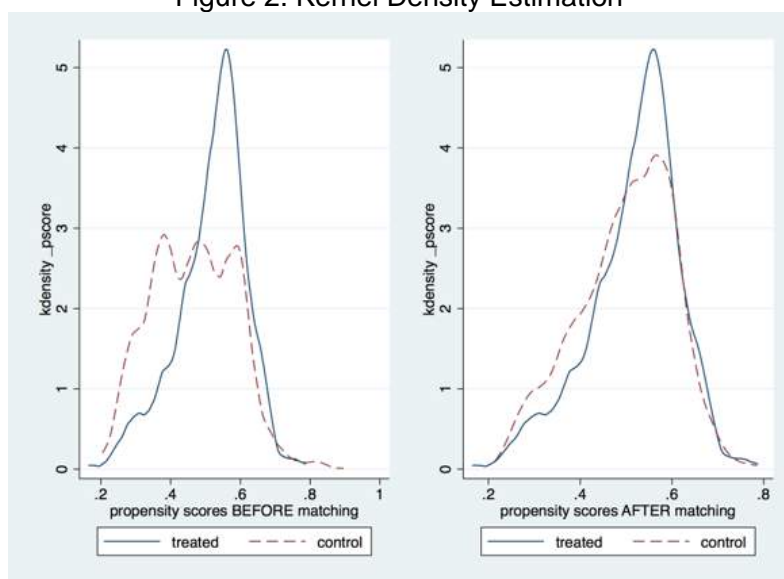 Figure 2: Kernel Density Estimation
kdensity _pscore
0
1
2
3
4
5
.2
.4
.6
.8
1
propensity scores BEFORE matching
treated
control
kdensity _pscore
0
1
2
3
4
5
.2
.4
.6
.8
propensity scores AFTER matching
treated
control